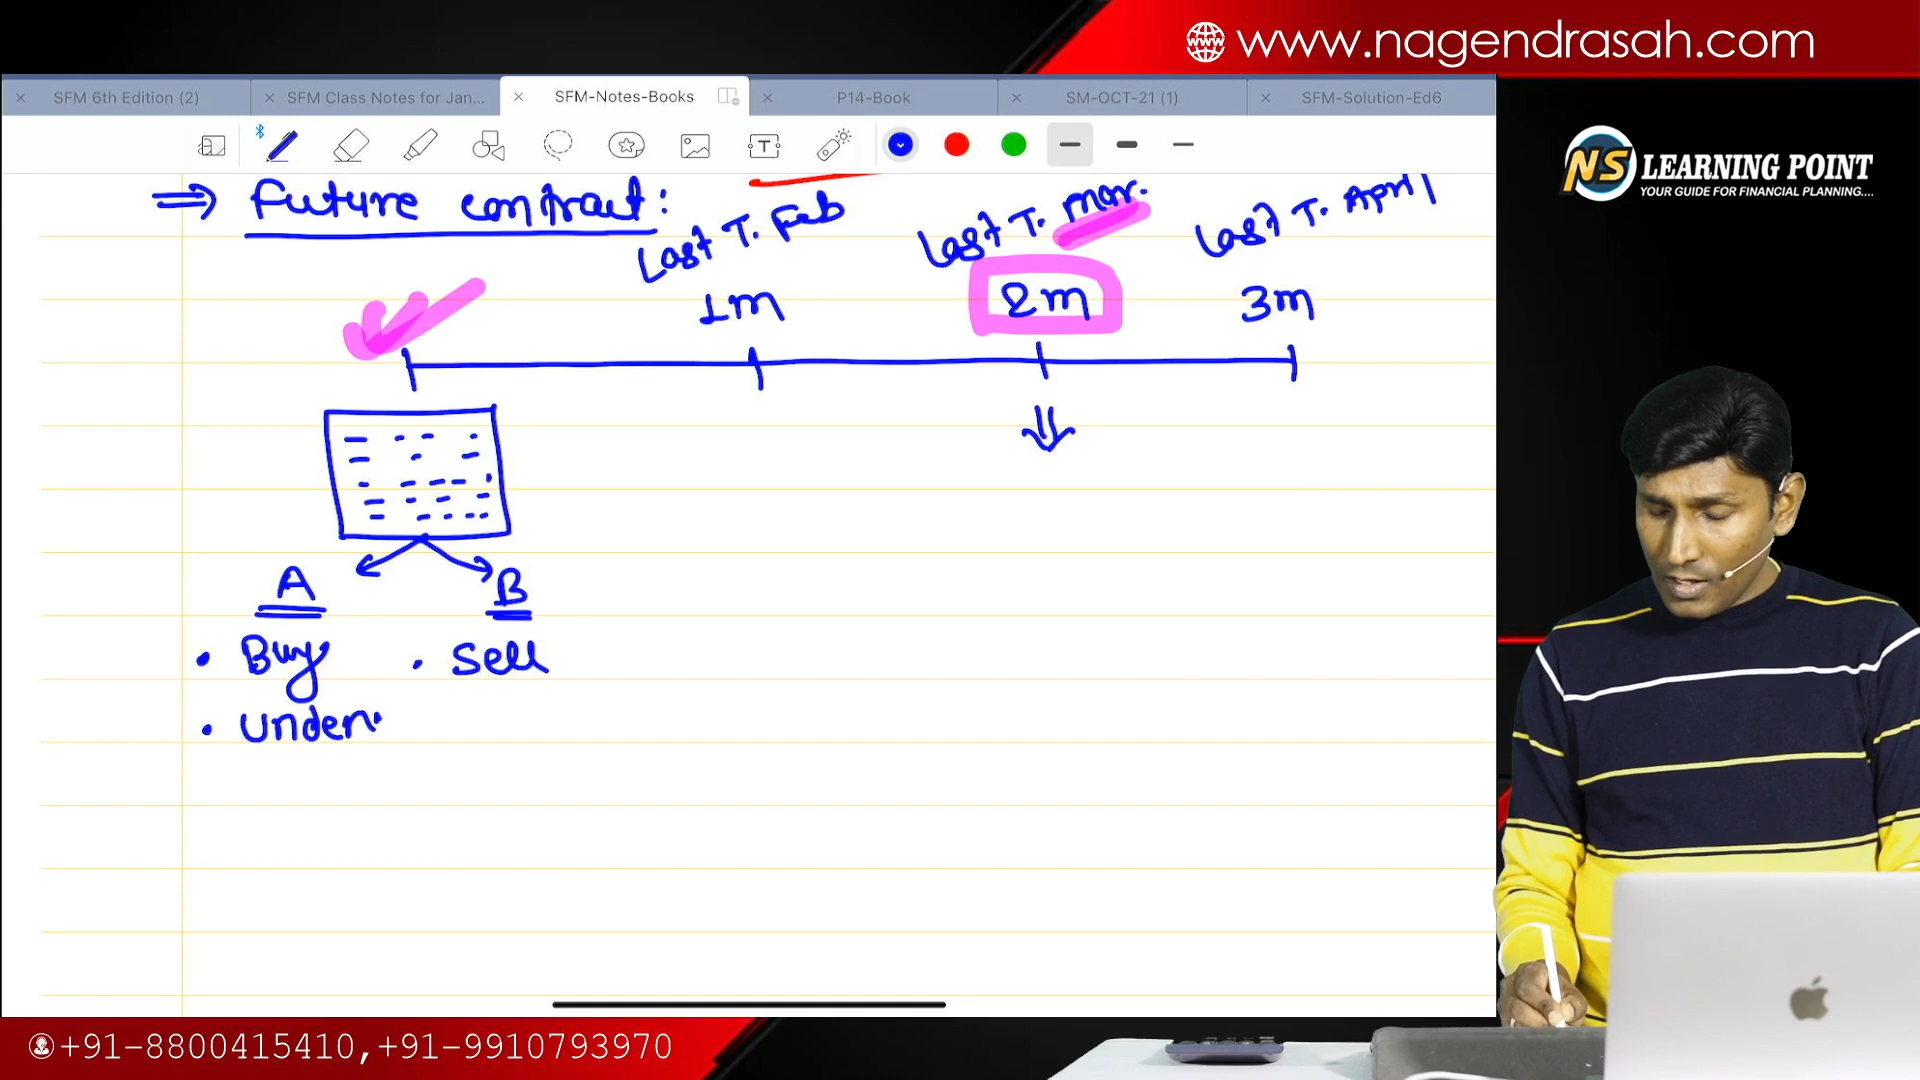 www.nagendrasah.com
SFM 6th Edition (2)
SFM Class Notes for Jan...
SFM-Notes-Books
P14-Book
SM-OCT-21 (1)
SFM-Solution-Ed6
NS LEARNING POINT
YOUR GUIDE FOR FINANCIAL PLANNING....
⇒ Future contract:
Last T. Feb
Last T. Mar.
Last T. April
1m
2m
3m
A
B
• Buy
• Sell
• Under
+91-8800415410,+91-9910793970